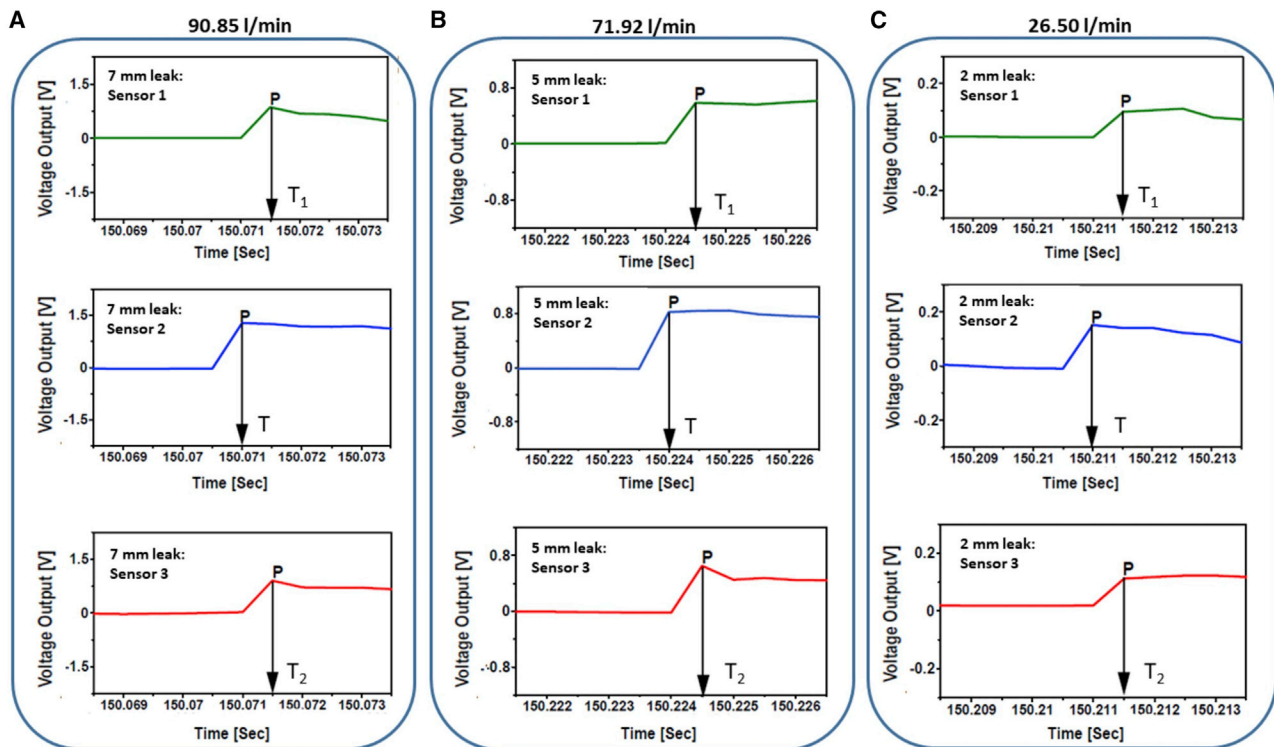 A
90.85 l/min
Voltage Output [V]
1.5
0
-1.5
7 mm leak:
Sensor 1
P
T1
150.069 150.07 150.071 150.072 150.073
Time [Sec]
Voltage Output [V]
1.5
0
-1.5
7 mm leak:
Sensor 2
P
T
150.069 150.07 150.071 150.072 150.073
Time [Sec]
Voltage Output [V]
1.5
0
-1.5
7 mm leak:
Sensor 3
P
T2
150.069 150.07 150.071 150.072 150.073
Time [Sec]
B
71.92 l/min
Voltage Output [V]
0.8
0
-0.8
5 mm leak:
Sensor 1
P
T1
150.222 150.223 150.224 150.225 150.226
Time [Sec]
Voltage Output [V]
0.8
0
-0.8
5 mm leak:
Sensor 2
P
T
150.222 150.223 150.224 150.225 150.226
Time [Sec]
Voltage Output [V]
0.8
0
-0.8
5 mm leak:
Sensor 3
P
T2
150.222 150.223 150.224 150.225 150.226
Time [Sec]
C
26.50 l/min
Voltage Output [V]
0.2
0
-0.2
2 mm leak:
Sensor 1
P
T1
150.209 150.21 150.211 150.212 150.213
Time [Sec]
Voltage Output [V]
0.2
0
-0.2
2 mm leak:
Sensor 2
P
T
150.209 150.21 150.211 150.212 150.213
Time [Sec]
Voltage Output [V]
0.2
0
-0.2
2 mm leak:
Sensor 3
P
T2
150.209 150.21 150.211 150.212 150.213
Time [Sec]